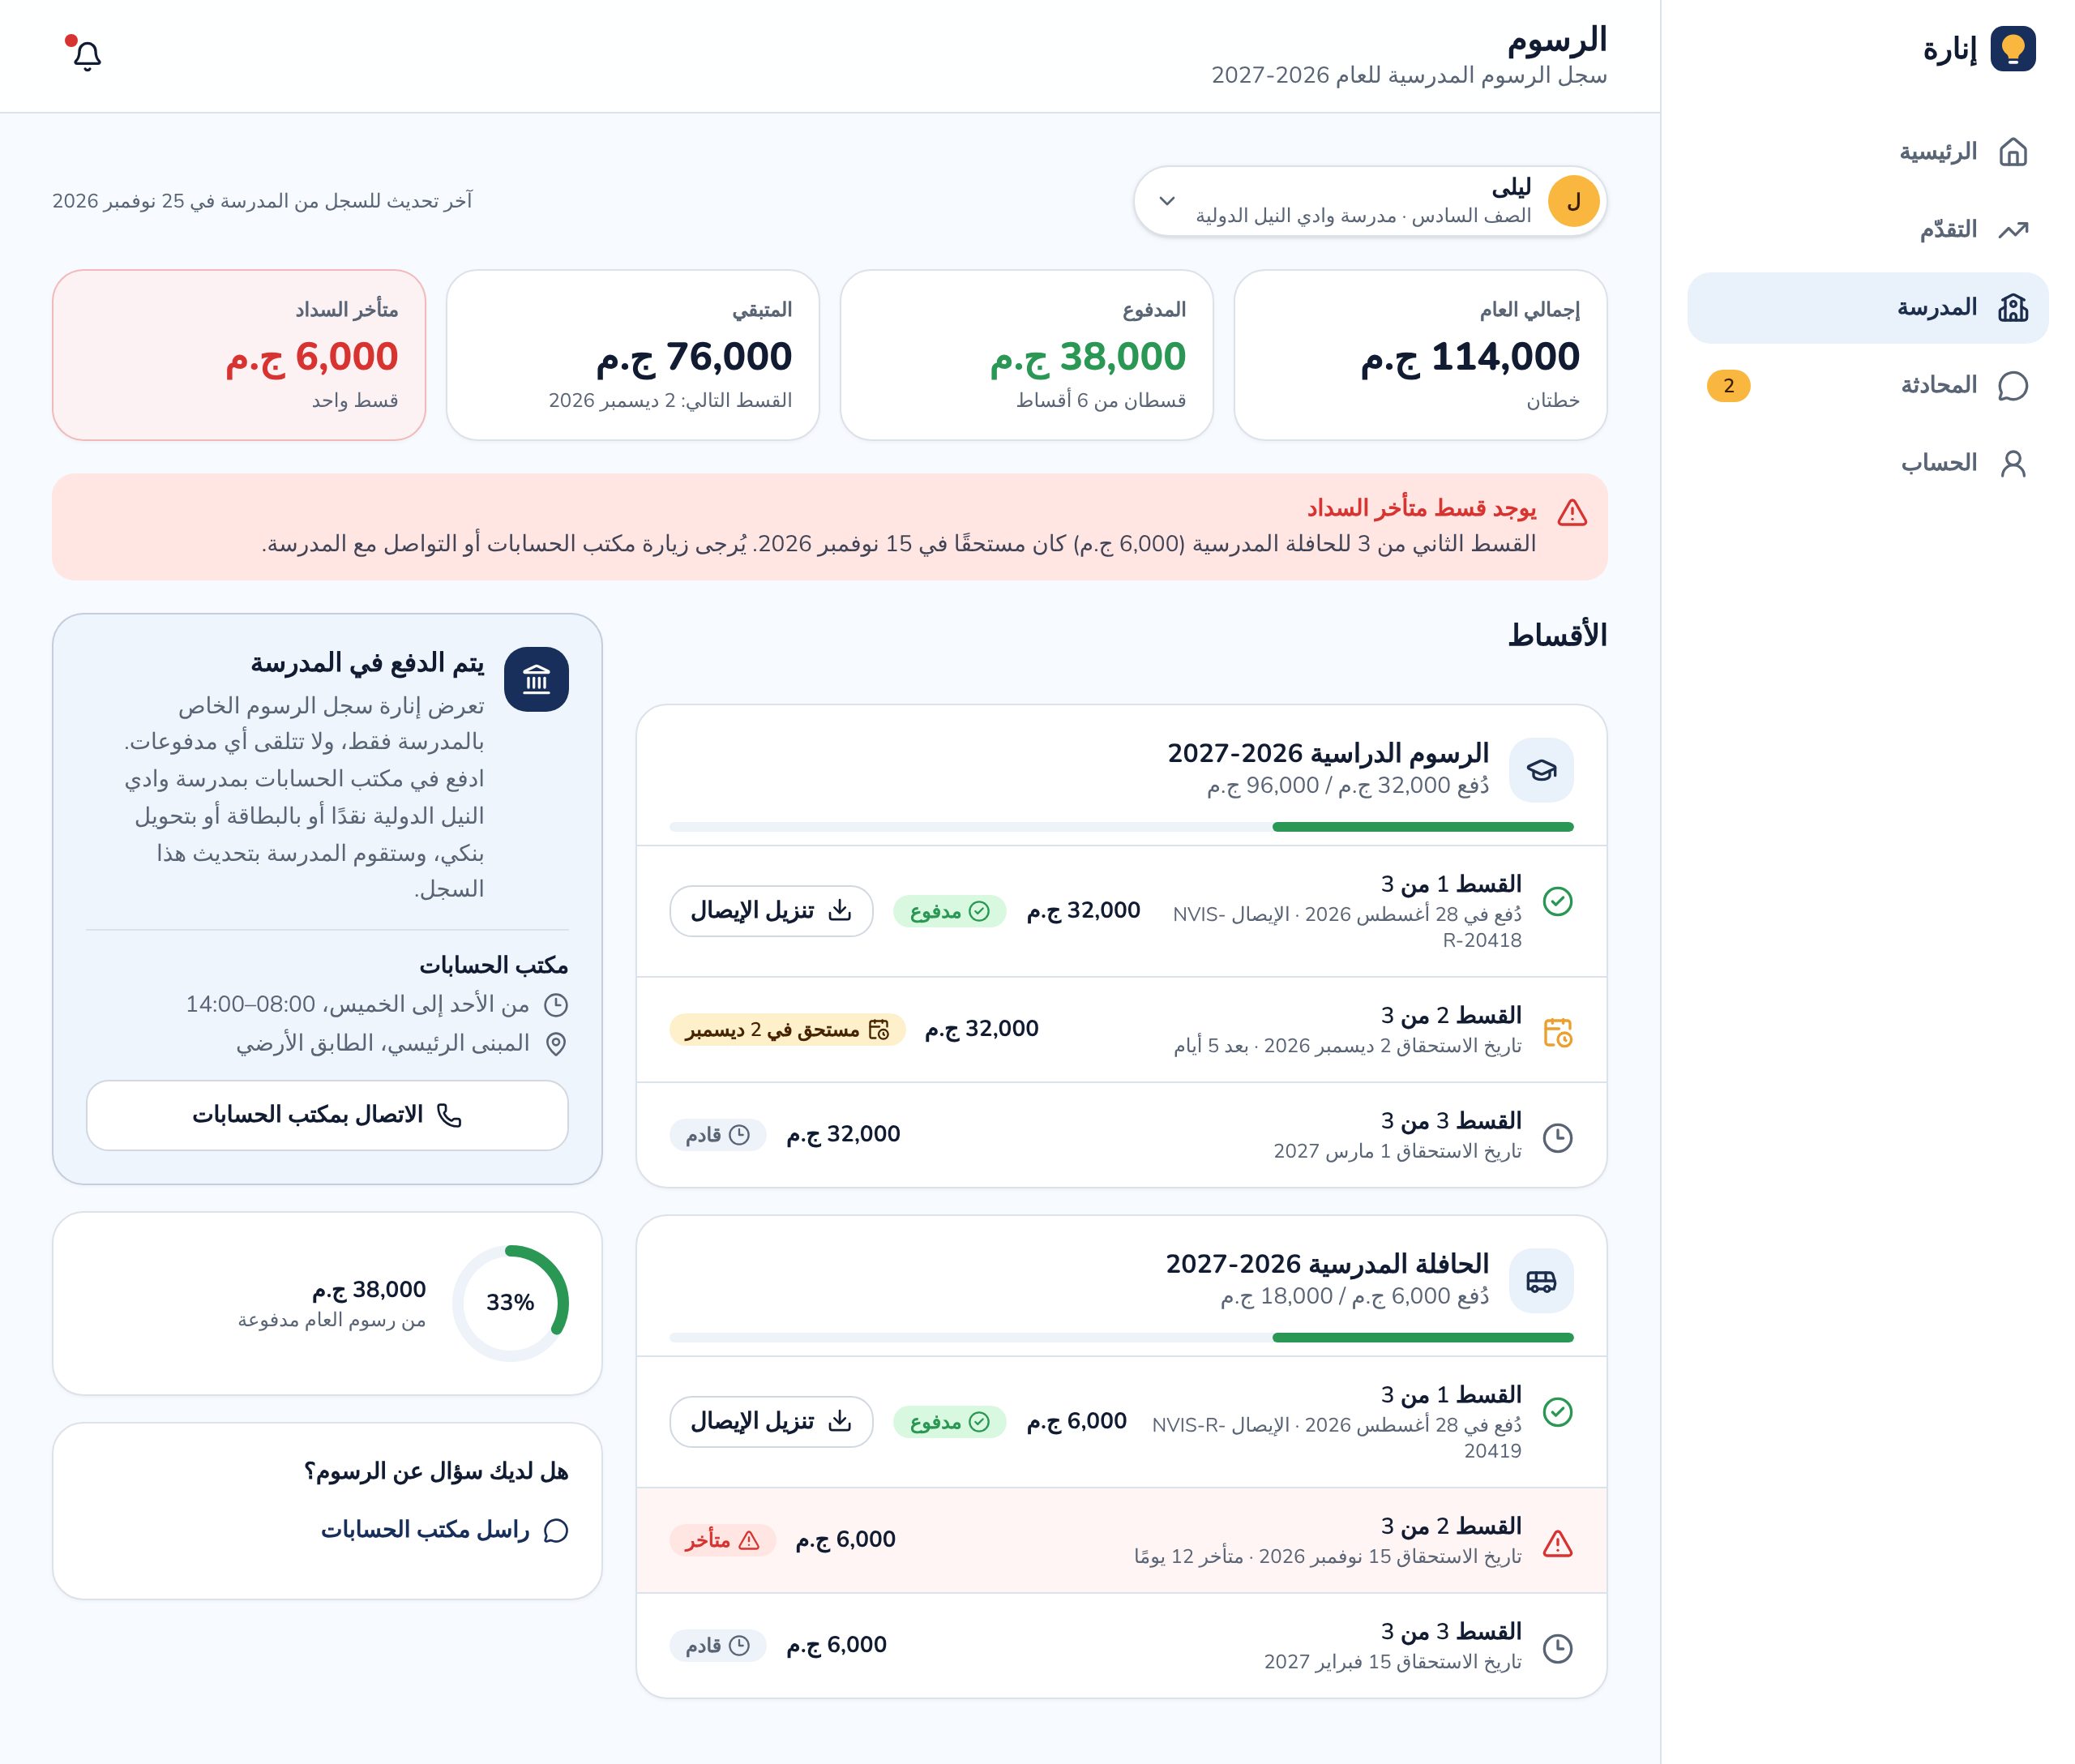 إنارة
الرئيسية
التقدّم
المدرسة
المحادثة
2
الحساب
الرسوم
سجل الرسوم المدرسية للعام 2026-2027
ل
ليلى
الصف السادس · مدرسة وادي النيل الدولية
آخر تحديث للسجل من المدرسة في 25 نوفمبر 2026
إجمالي العام
114,000 ج.م
خطتان
المدفوع
38,000 ج.م
قسطان من 6 أقساط
المتبقي
76,000 ج.م
القسط التالي: 2 ديسمبر 2026
متأخر السداد
6,000 ج.م
قسط واحد
يوجد قسط متأخر السداد
القسط الثاني من 3 للحافلة المدرسية (6,000 ج.م) كان مستحقًا في 15 نوفمبر 2026. يُرجى زيارة مكتب الحسابات أو التواصل مع المدرسة.
الأقساط
الرسوم الدراسية 2026-2027
دُفع 32,000 ج.م / 96,000 ج.م
القسط 1 من 3
دُفع في 28 أغسطس 2026 · الإيصال NVIS-
R-20418
32,000 ج.م
مدفوع
تنزيل الإيصال
القسط 2 من 3
تاريخ الاستحقاق 2 ديسمبر 2026 · بعد 5 أيام
32,000 ج.م
مستحق في 2 ديسمبر
القسط 3 من 3
تاريخ الاستحقاق 1 مارس 2027
32,000 ج.م
قادم
الحافلة المدرسية 2026-2027
دُفع 6,000 ج.م / 18,000 ج.م
القسط 1 من 3
دُفع في 28 أغسطس 2026 · الإيصال NVIS-R-
20419
6,000 ج.م
مدفوع
تنزيل الإيصال
القسط 2 من 3
تاريخ الاستحقاق 15 نوفمبر 2026 · متأخر 12 يومًا
6,000 ج.م
متأخر
القسط 3 من 3
تاريخ الاستحقاق 15 فبراير 2027
6,000 ج.م
قادم
يتم الدفع في المدرسة
تعرض إنارة سجل الرسوم الخاص
بالمدرسة فقط، ولا تتلقى أي مدفوعات.
ادفع في مكتب الحسابات بمدرسة وادي
النيل الدولية نقدًا أو بالبطاقة أو بتحويل
بنكي، وستقوم المدرسة بتحديث هذا
السجل.
مكتب الحسابات
من الأحد إلى الخميس، 08:00–14:00
المبنى الرئيسي، الطابق الأرضي
الاتصال بمكتب الحسابات
33%
38,000 ج.م
من رسوم العام مدفوعة
هل لديك سؤال عن الرسوم؟
راسل مكتب الحسابات